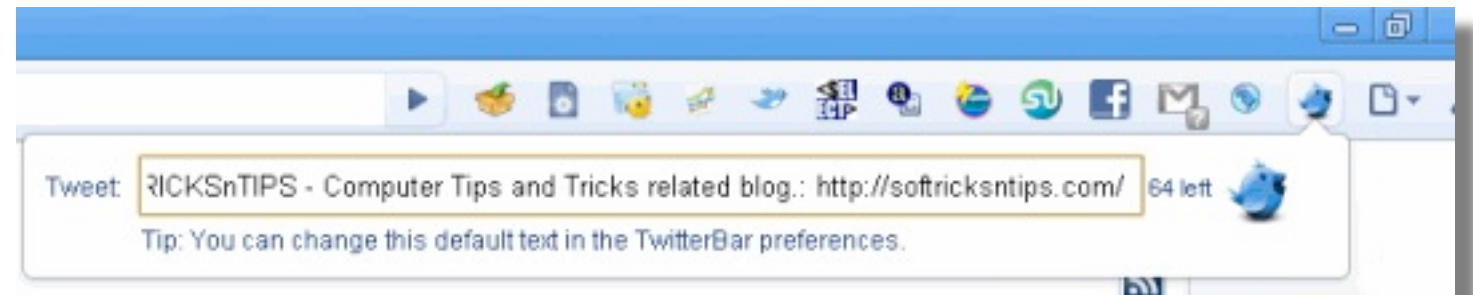 Tweet: RICKSnTIPS - Computer Tips and Tricks related blog.: http://softricksntips.com/ 64 left
Tip: You can change this default text in the TwitterBar preferences.